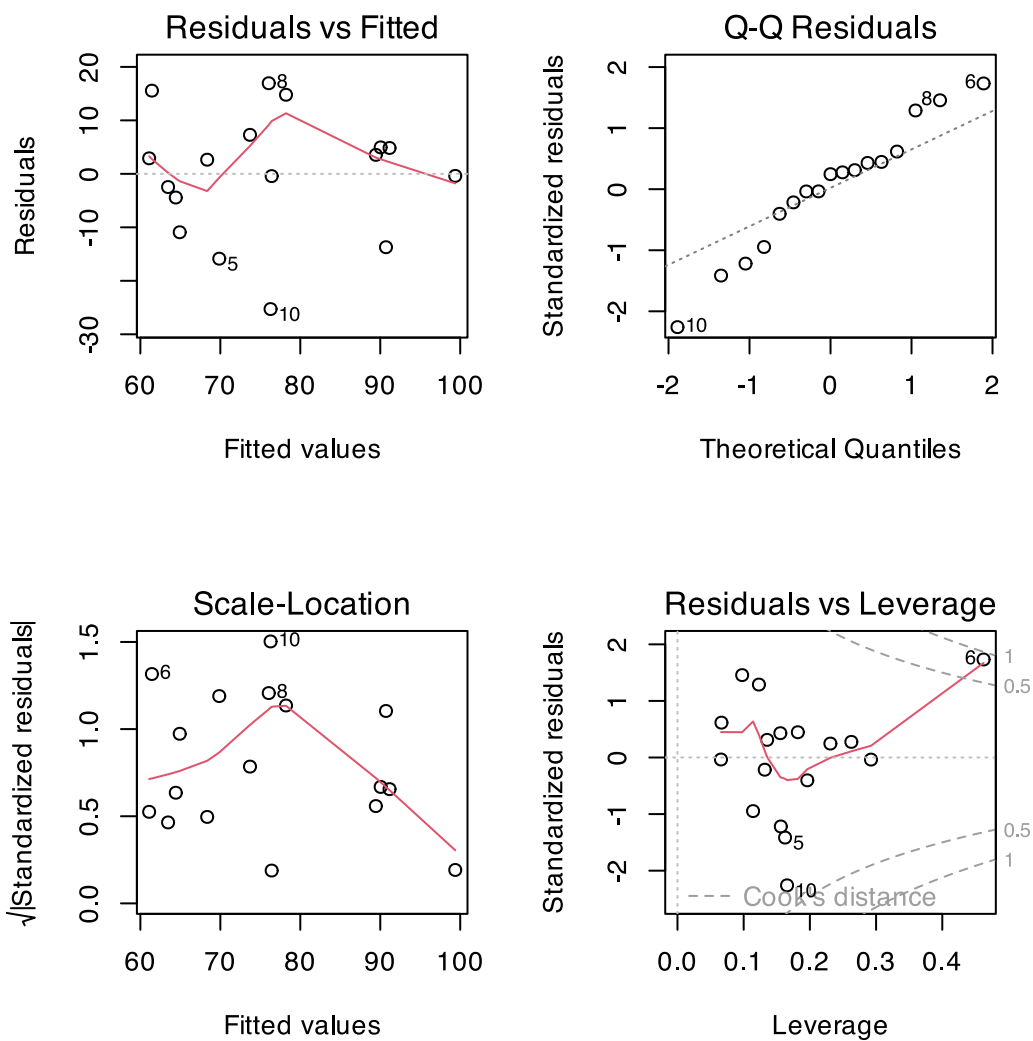 Residuals vs Fitted
Residuals
20
10
0
-10
-30
8
5
10
60 70 80 90 100
Fitted values
Q-Q Residuals
Standardized residuals
2
1
0
-1
-2
6
8
10
-2 -1 0 1 2
Theoretical Quantiles
Scale-Location
√|Standardized residuals|
1.5
1.0
0.5
0.0
10
6
8
60 70 80 90 100
Fitted values
Residuals vs Leverage
Standardized residuals
2
1
0
-1
-2
6
1
0.5
0.5
1
5
10
Cook's distance
0.0 0.1 0.2 0.3 0.4
Leverage